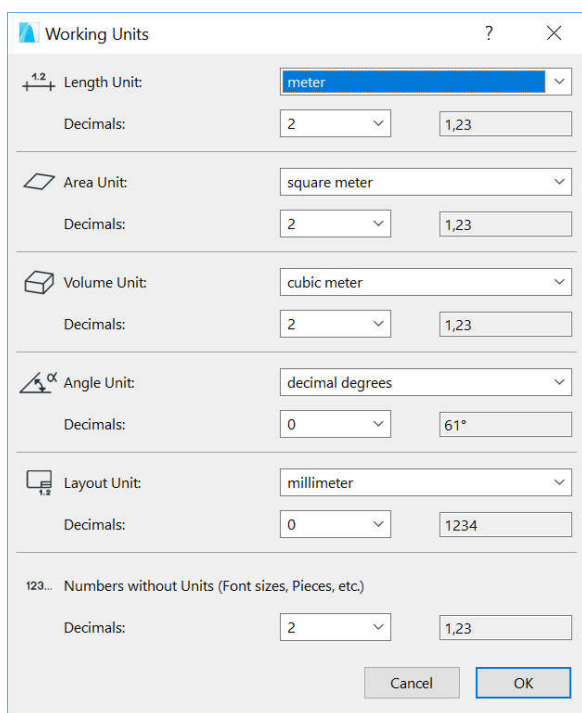 Working Units ?
1.2 Length Unit: meter
Decimals: 2 1,23
Area Unit: square meter
Decimals: 2 1,23
Volume Unit: cubic meter
Decimals: 2 1,23
α Angle Unit: decimal degrees
Decimals: 0 61°
1.2 Layout Unit: millimeter
Decimals: 0 1234
123... Numbers without Units (Font sizes, Pieces, etc.)
Decimals: 2 1,23
Cancel OK